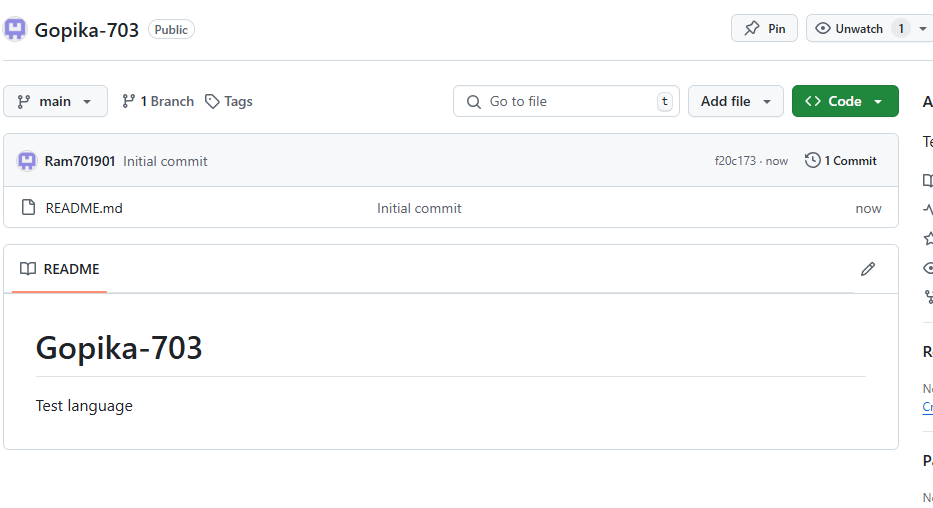 Gopika-703 Public Pin Unwatch 1
main 1 Branch Tags Go to file t Add file Code
Ram701901 Initial commit f20c173 · now 1 Commit
README.md Initial commit now
README
Gopika-703
Test language